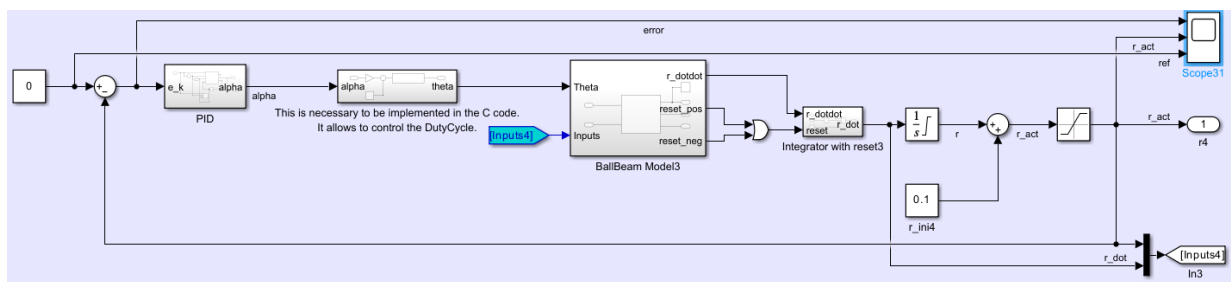 error
r_act
ref
Scope31
0
+
-
e_k
alpha
PID
alpha
alpha
theta
This is necessary to be implemented in the C code.
It allows to control the DutyCycle.
[Inputs4]
Theta
Inputs
r_dotdot
reset_pos
reset_neg
BallBeam Model3
r_dotdot
reset
r_dot
Integrator with reset3
1
s
r
+
+
r_act
r_act
1
r4
0.1
r_ini4
r_dot
[Inputs4]
In3